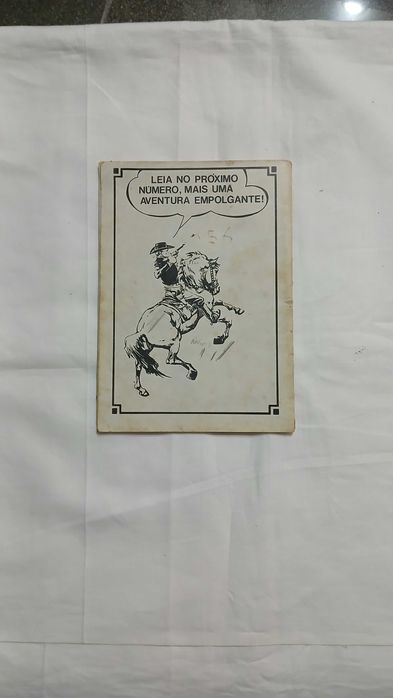 LEIA NO PRÓXIMO
NÚMERO, MAIS UMA
AVENTURA EMPOLGANTE!